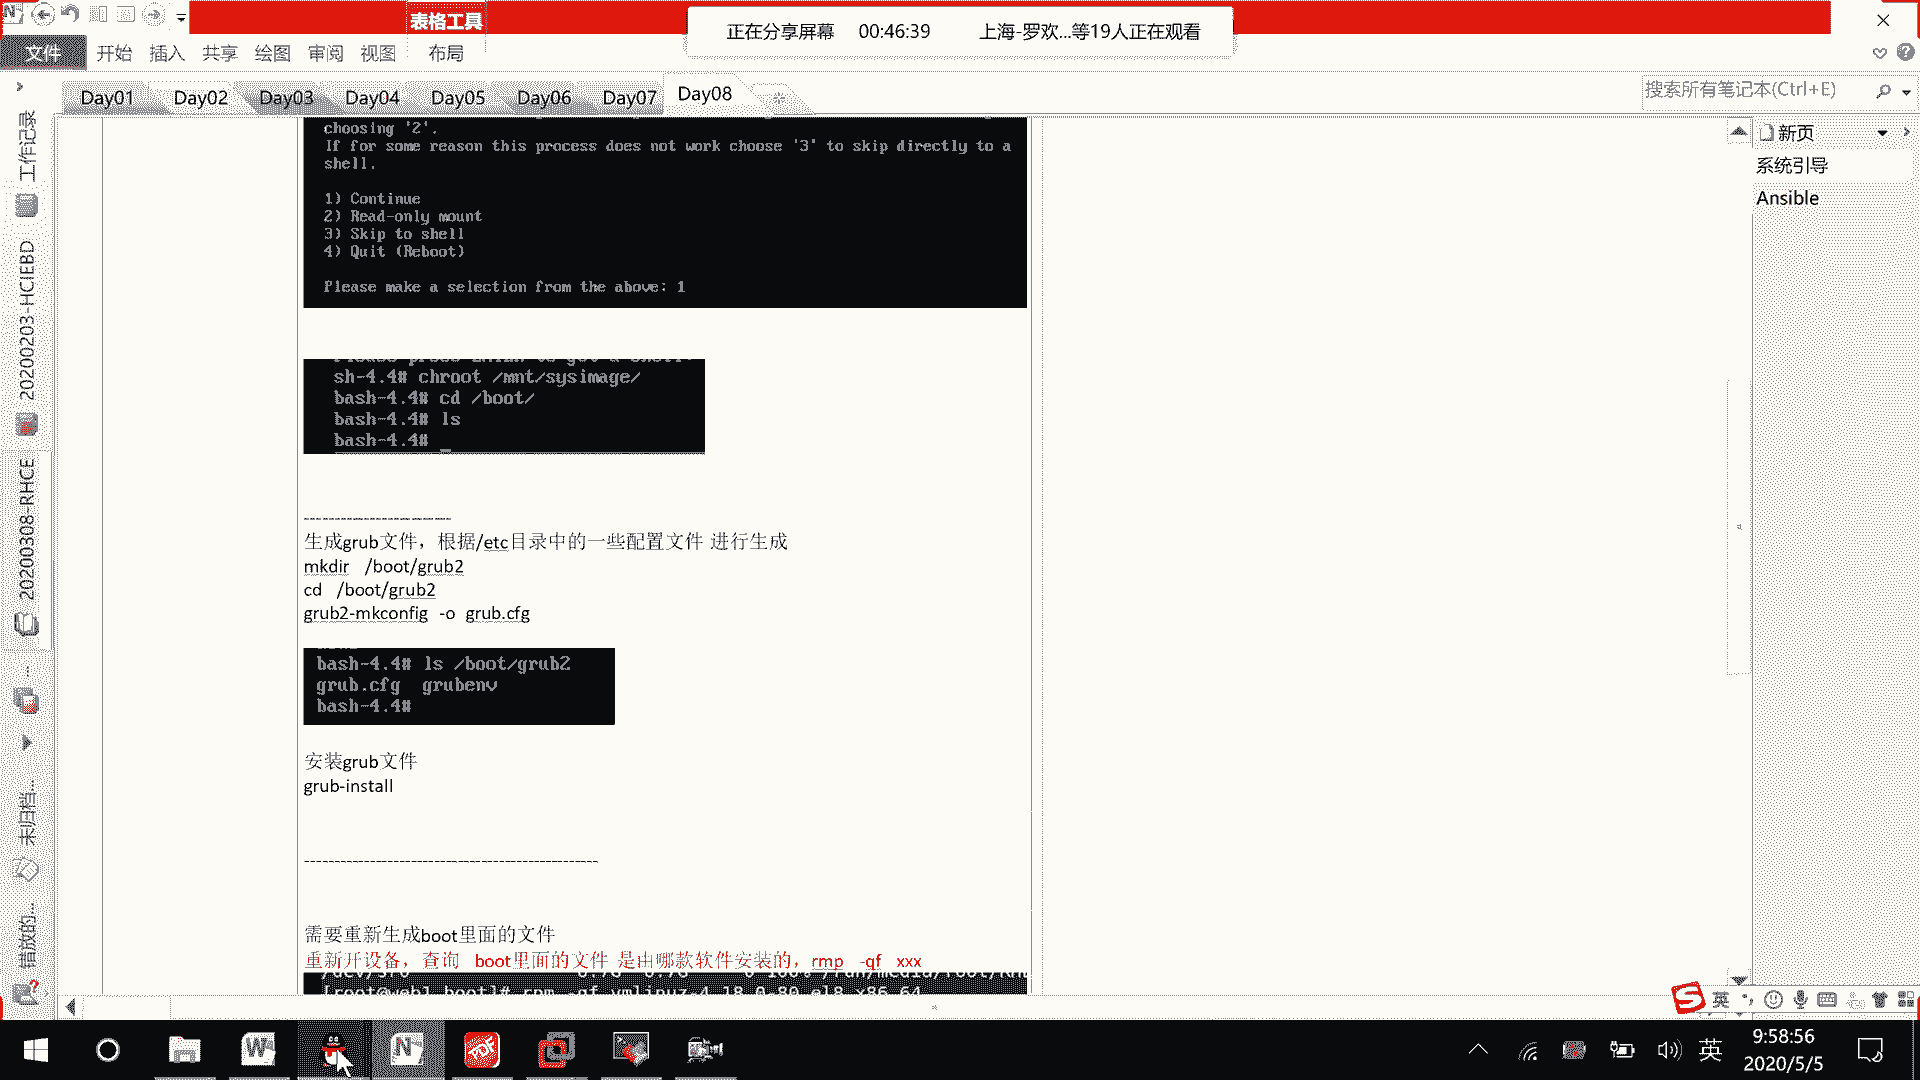 表格工具
正在分享屏幕 00:46:39 上海-罗欢...等19人正在观看
文件 开始 插入 共享 绘图 审阅 视图 布局
Day01 Day02 Day03 Day04 Day05 Day06 Day07 Day08
搜索所有笔记本(Ctrl+E)
工作记录
20200203-HCIEBD
20200308-RHCE
...
未归档...
错放的...
新页
系统引导
Ansible
choosing '2'.
If for some reason this process does not work choose '3' to skip directly to a
shell.
1) Continue
2) Read-only mount
3) Skip to shell
4) Quit (Reboot)
Please make a selection from the above: 1
sh-4.4# chroot /mnt/sysimage/
bash-4.4# cd /boot/
bash-4.4# ls
bash-4.4# _
------------------------
生成grub文件，根据/etc目录中的一些配置文件 进行生成
mkdir /boot/grub2
cd /boot/grub2
grub2-mkconfig -o grub.cfg
bash-4.4# ls /boot/grub2
grub.cfg grubenv
bash-4.4#
安装grub文件
grub-install
------------------------------------------------
需要重新生成boot里面的文件
重新开设备，查询 boot里面的文件 是由哪款软件安装的，rmp -qf xxx
[root@web1 boot]# rpm -qf vmlinuz-4.18.0-80.el8.x86_64
英
英
9:58:56
2020/5/5